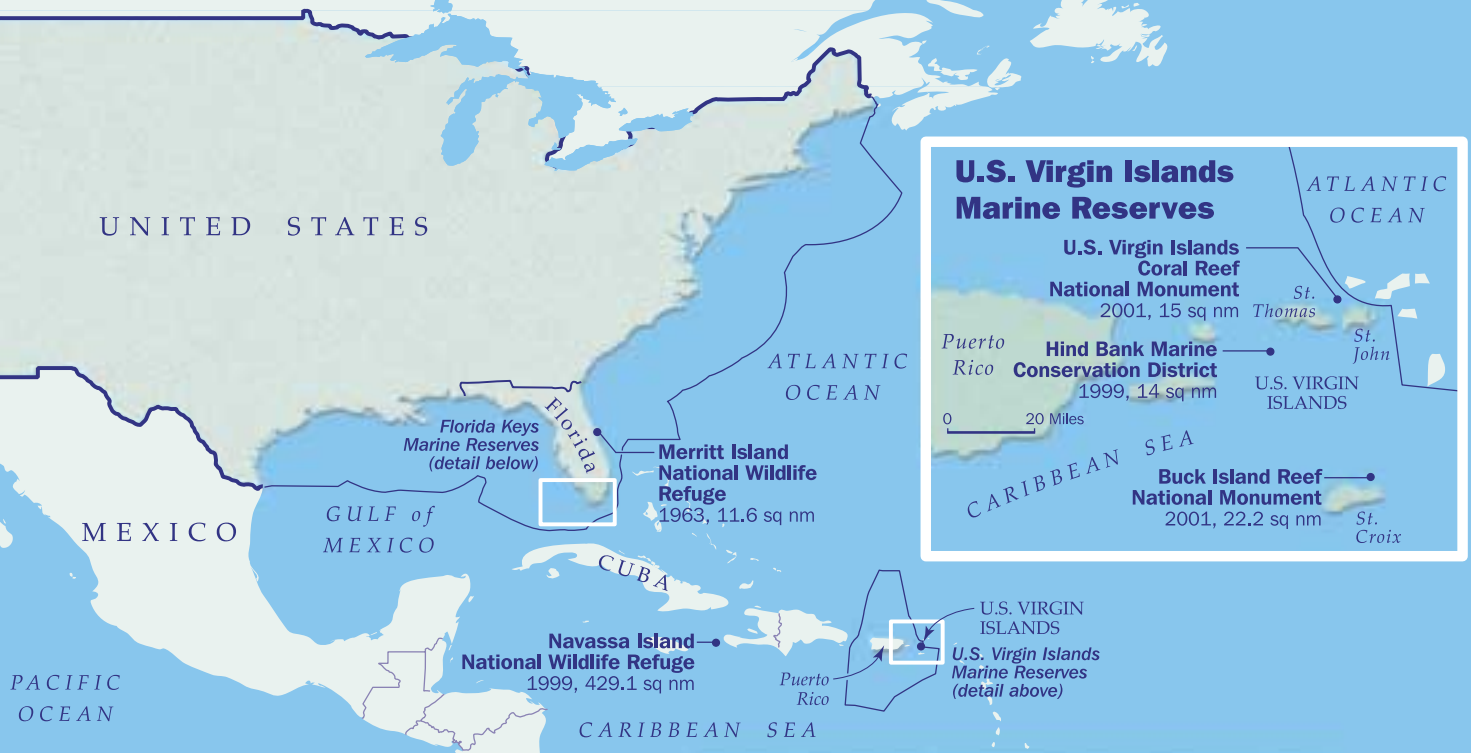 UNITED STATES
MEXICO
GULF of
MEXICO
PACIFIC
OCEAN
Florida
Florida Keys
Marine Reserves
(detail below)
Merritt Island
National Wildlife
Refuge
1963, 11.6 sq nm
ATLANTIC
OCEAN
CUBA
Navassa Island
National Wildlife Refuge
1999, 429.1 sq nm
CARIBBEAN SEA
Puerto
Rico
U.S. VIRGIN
ISLANDS
U.S. Virgin Islands
Marine Reserves
(detail above)
U.S. Virgin Islands
Marine Reserves
ATLANTIC
OCEAN
U.S. Virgin Islands
Coral Reef
National Monument
2001, 15 sq nm
St.
Thomas
St.
John
Puerto
Rico
Hind Bank Marine
Conservation District
1999, 14 sq nm
U.S. VIRGIN
ISLANDS
0 20 Miles
CARIBBEAN SEA
Buck Island Reef
National Monument
2001, 22.2 sq nm
St.
Croix